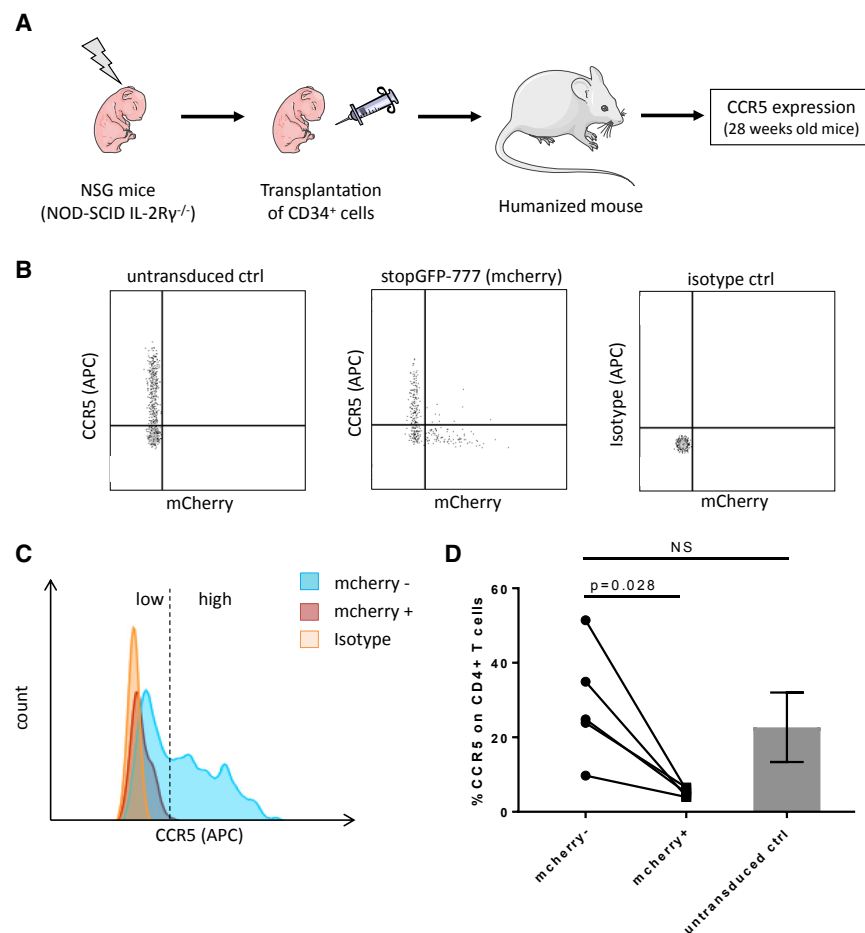 A
NSG mice
(NOD-SCID IL-2Rγ-/-)
Transplantation
of CD34+ cells
Humanized mouse
CCR5 expression
(28 weeks old mice)
B
untransduced ctrl
CCR5 (APC)
mCherry
stopGFP-777 (mcherry)
CCR5 (APC)
mCherry
isotype ctrl
Isotype (APC)
mCherry
C
count
low
high
mcherry -
mcherry +
Isotype
CCR5 (APC)
D
NS
p=0.028
% CCR5 on CD4+ T cells
60
40
20
0
mcherry-
mcherry+
untransduced ctrl